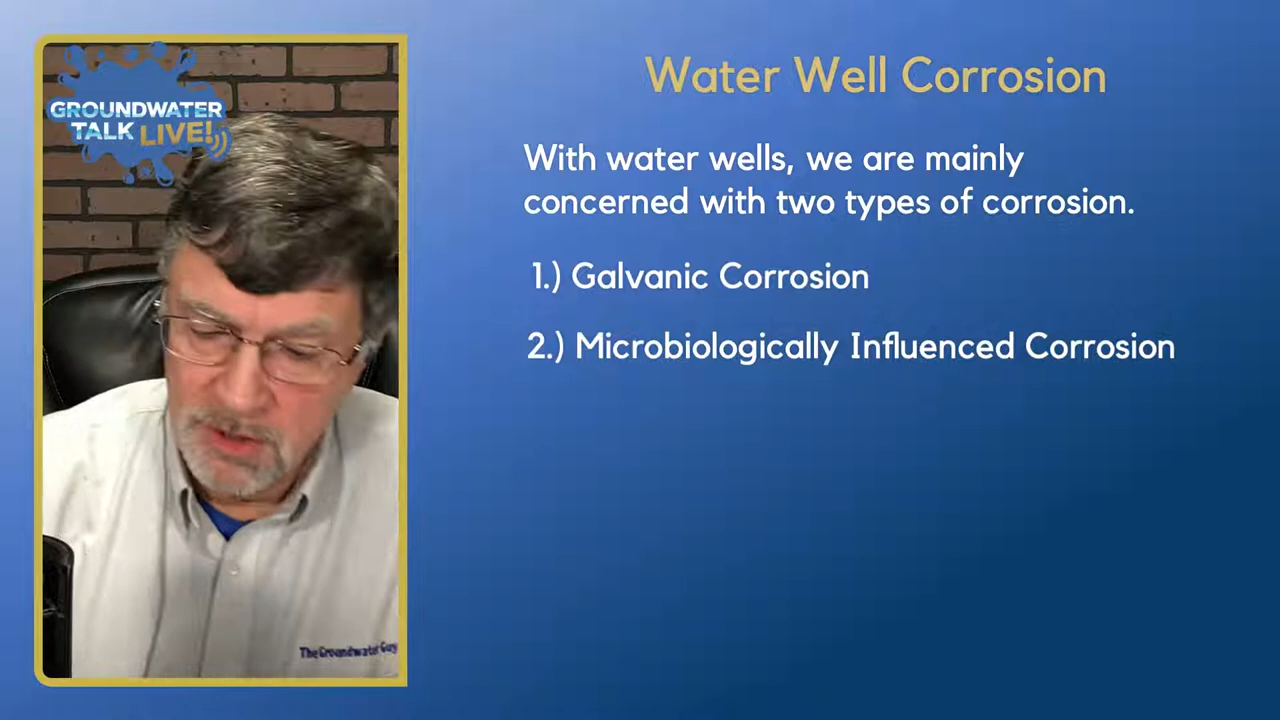 GROUNDWATER
TALK LIVE!
Water Well Corrosion
With water wells, we are mainly
concerned with two types of corrosion.
1.) Galvanic Corrosion
2.) Microbiologically Influenced Corrosion
The Groundwater Guy